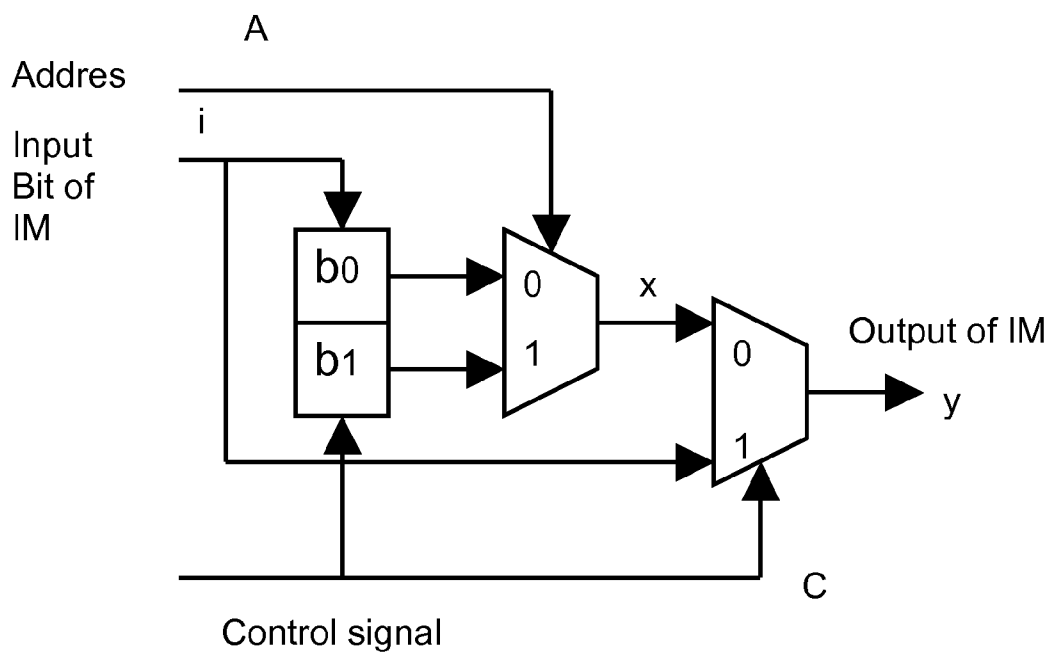 A
Addres
i
Input
Bit of
IM
b0
b1
0
1
x
0
1
Output of IM
y
C
Control signal